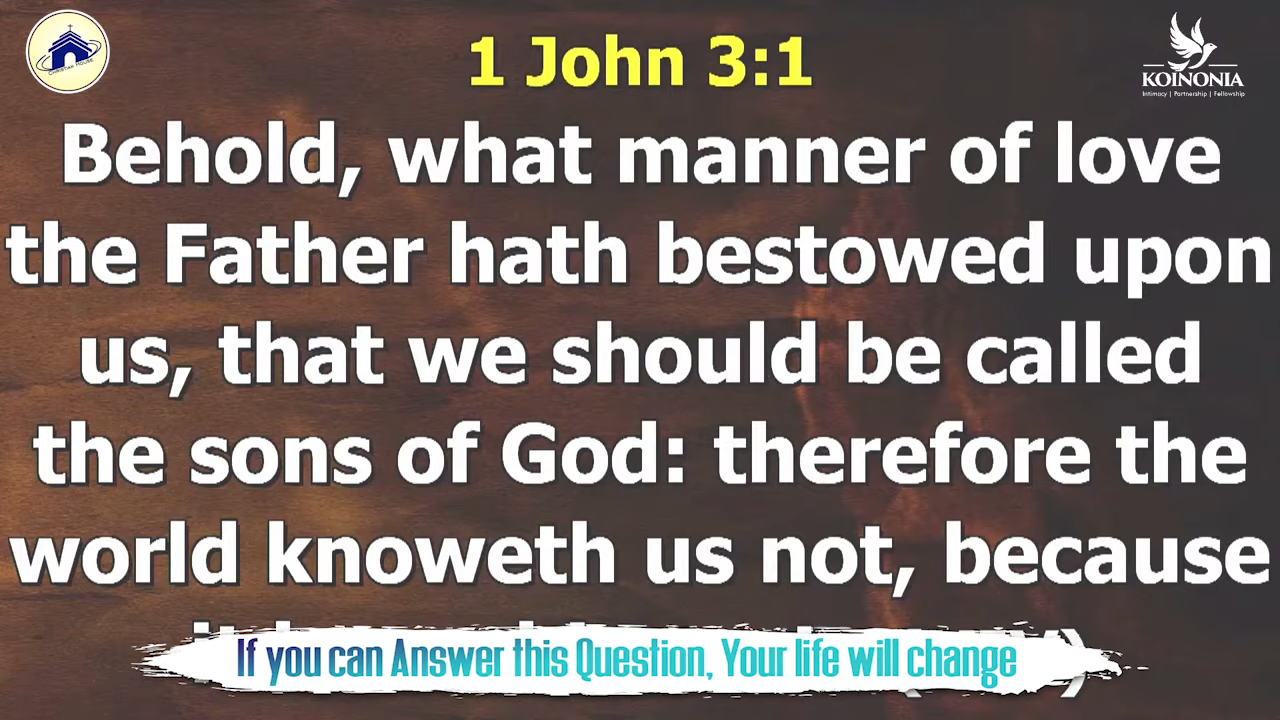 CHRISTIAN HOUSE
1 John 3:1
KOINONIA
Intimacy | Partnership | Fellowship
Behold, what manner of love
the Father hath bestowed upon
us, that we should be called
the sons of God: therefore the
world knoweth us not, because
If you can Answer this Question, Your life will change